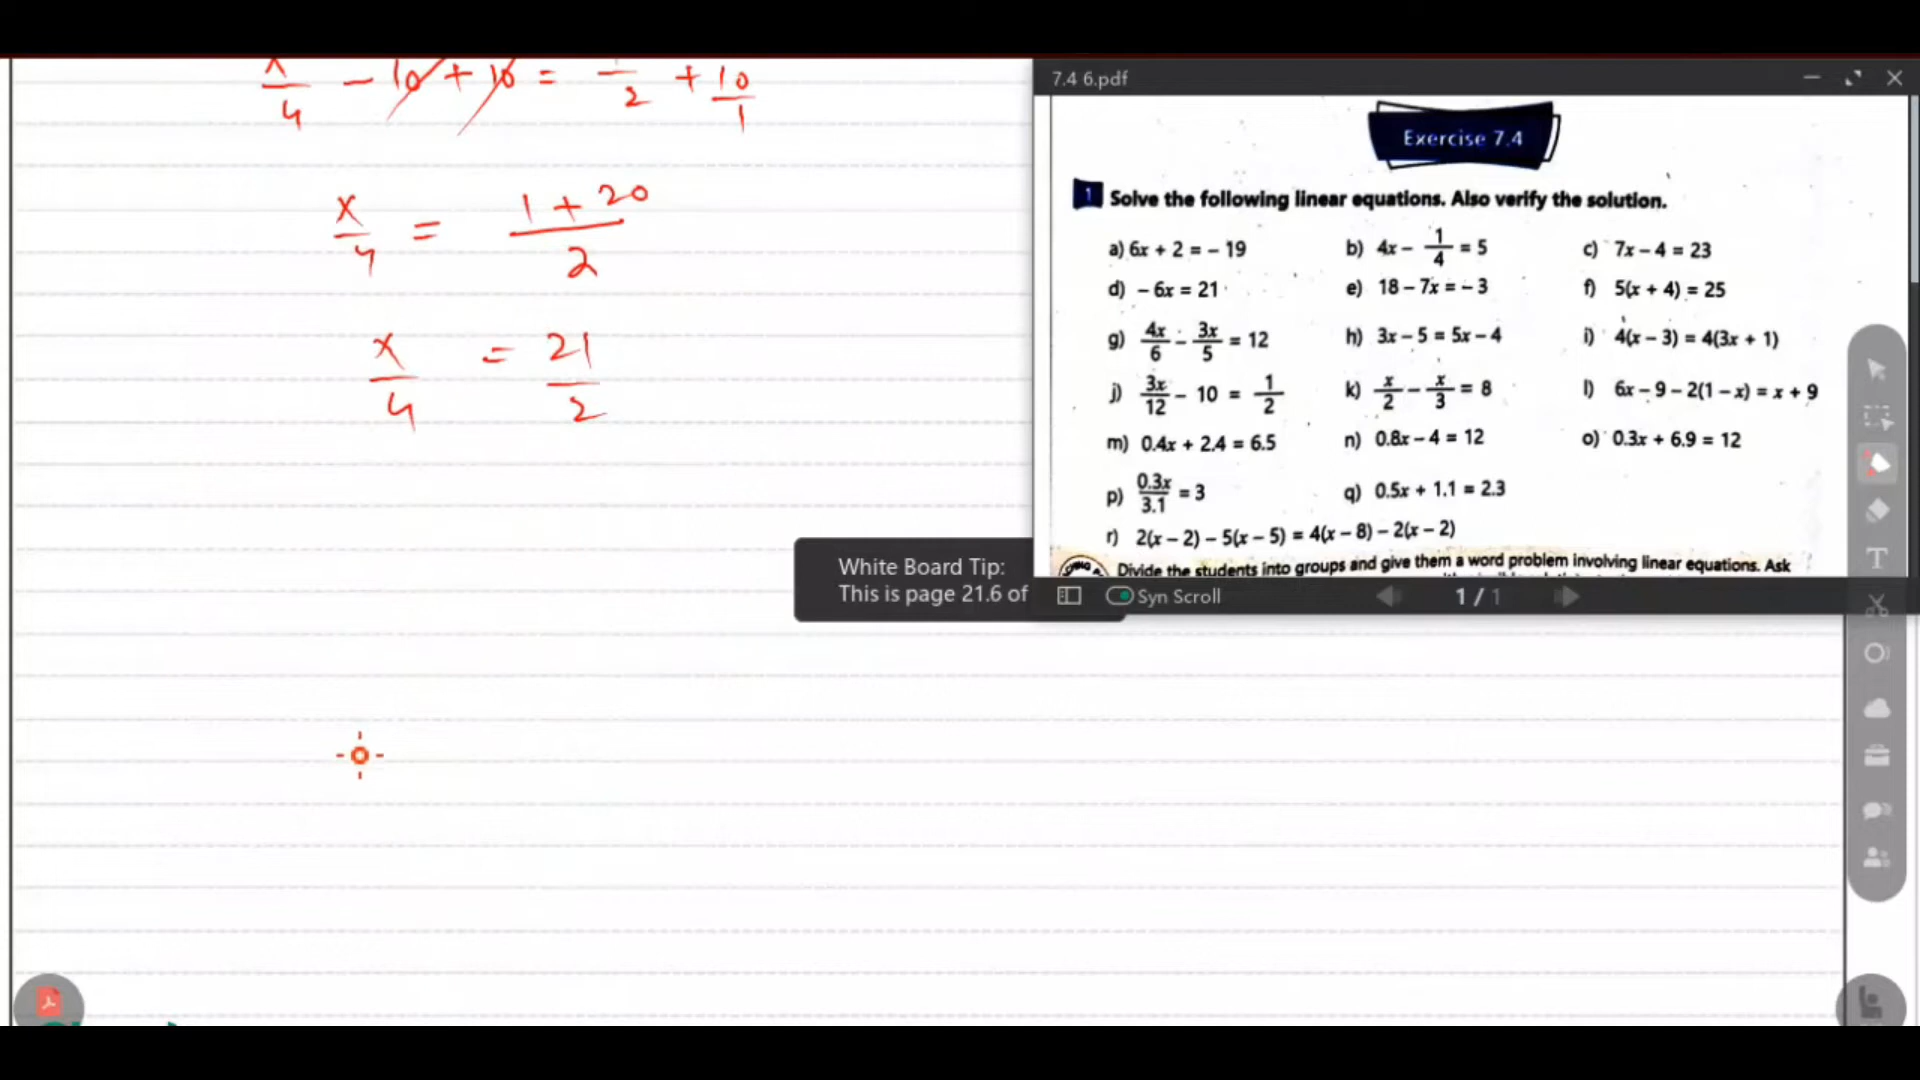 x/4 - 10 + 10 = 1/2 + 10/1
x/4 = 1 + 20/2
x/4 = 21/2
7.4 6.pdf
Exercise 7.4
1 Solve the following linear equations. Also verify the solution.
a) 6x + 2 = – 19 b) 4x – 1/4 = 5 c) 7x – 4 = 23
d) – 6x = 21 e) 18 – 7x = – 3 f) 5(x + 4) = 25
g) 4x/6 - 3x/5 = 12 h) 3x – 5 = 5x – 4 i) 4(x – 3) = 4(3x + 1)
j) 3x/12 – 10 = 1/2 k) x/2 – x/3 = 8 l) 6x – 9 – 2(1 – x) = x + 9
m) 0.4x + 2.4 = 6.5 n) 0.8x – 4 = 12 o) 0.3x + 6.9 = 12
p) 0.3x/3.1 = 3 q) 0.5x + 1.1 = 2.3
r) 2(x – 2) – 5(x – 5) = 4(x – 8) – 2(x – 2)
Divide the students into groups and give them a word problem involving linear equations. Ask
Syn Scroll 1 / 1
White Board Tip:
This is page 21.6 of
T